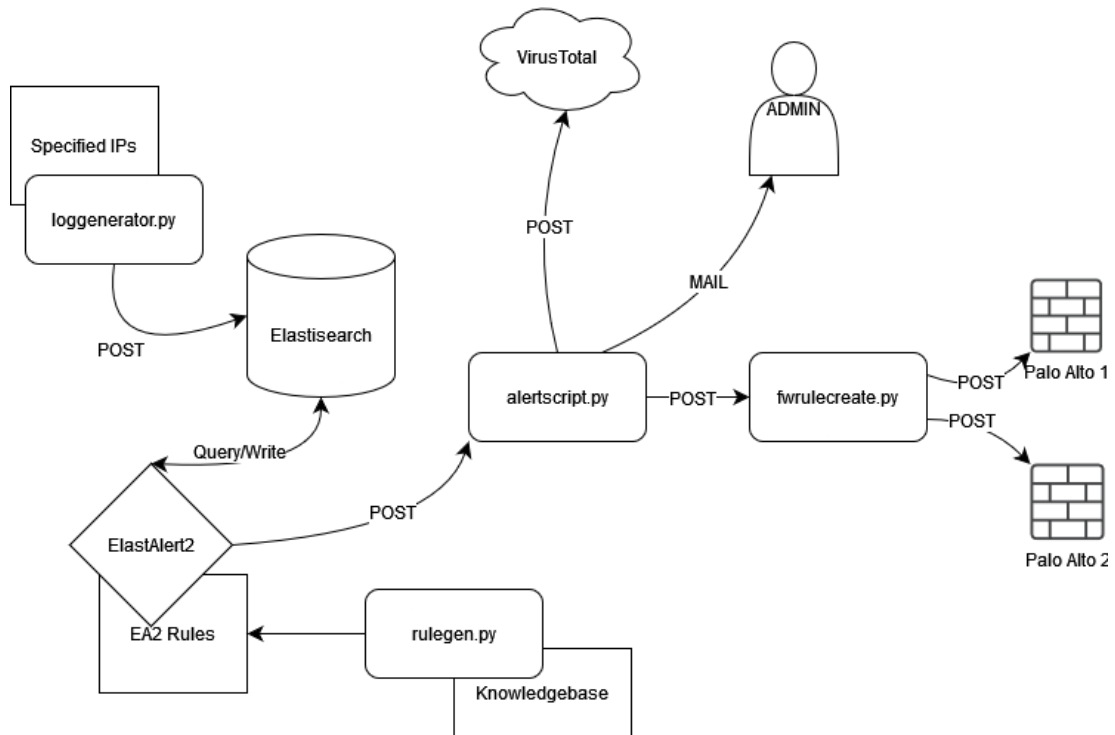 VirusTotal
ADMIN
Specified IPs
loggenerator.py
POST
MAIL
Elastisearch
POST
Palo Alto 1
POST
alertscript.py
POST
fwrulecreate.py
POST
Query/Write
POST
ElastAlert2
Palo Alto 2
EA2 Rules
rulegen.py
Knowledgebase